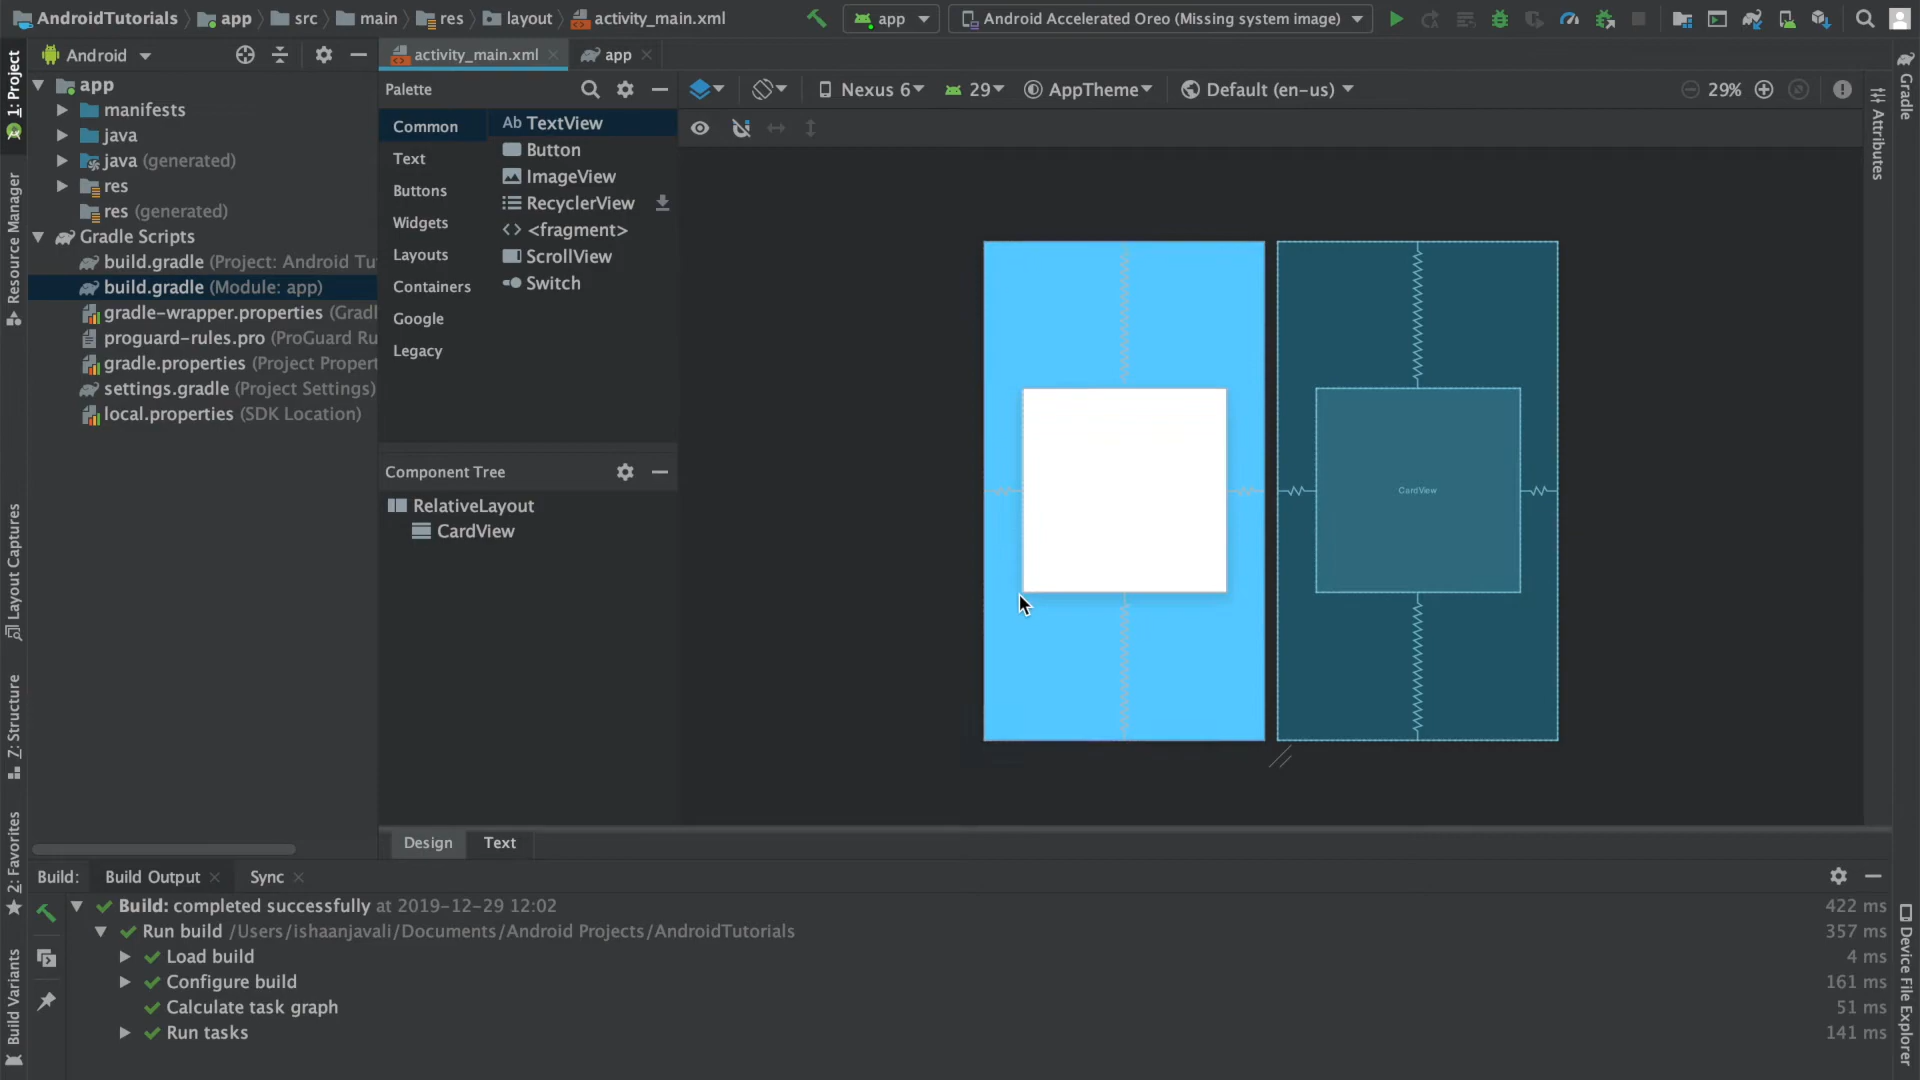 AndroidTutorials app src main res layout activity_main.xml app Android Accelerated Oreo (Missing system image)
1: Project
Resource Manager
Layout Captures
Z: Structure
2: Favorites
Build Variants
Android
app
manifests
java
java (generated)
res
res (generated)
Gradle Scripts
build.gradle (Project: Android Tu
build.gradle (Module: app)
gradle-wrapper.properties (Gradl
proguard-rules.pro (ProGuard Ru
gradle.properties (Project Propert
settings.gradle (Project Settings)
local.properties (SDK Location)
activity_main.xml app
Palette
Common
Text
Buttons
Widgets
Layouts
Containers
Google
Legacy
Ab TextView
Button
ImageView
RecyclerView
<fragment>
ScrollView
Switch
Component Tree
RelativeLayout
CardView
Nexus 6 29 AppTheme Default (en-us) 29%
CardView
Gradle
Attributes
Device File Explorer
Design Text
Build: Build Output Sync
Build: completed successfully at 2019-12-29 12:02 422 ms
Run build /Users/ishaanjavali/Documents/Android Projects/AndroidTutorials 357 ms
Load build 4 ms
Configure build 161 ms
Calculate task graph 51 ms
Run tasks 141 ms